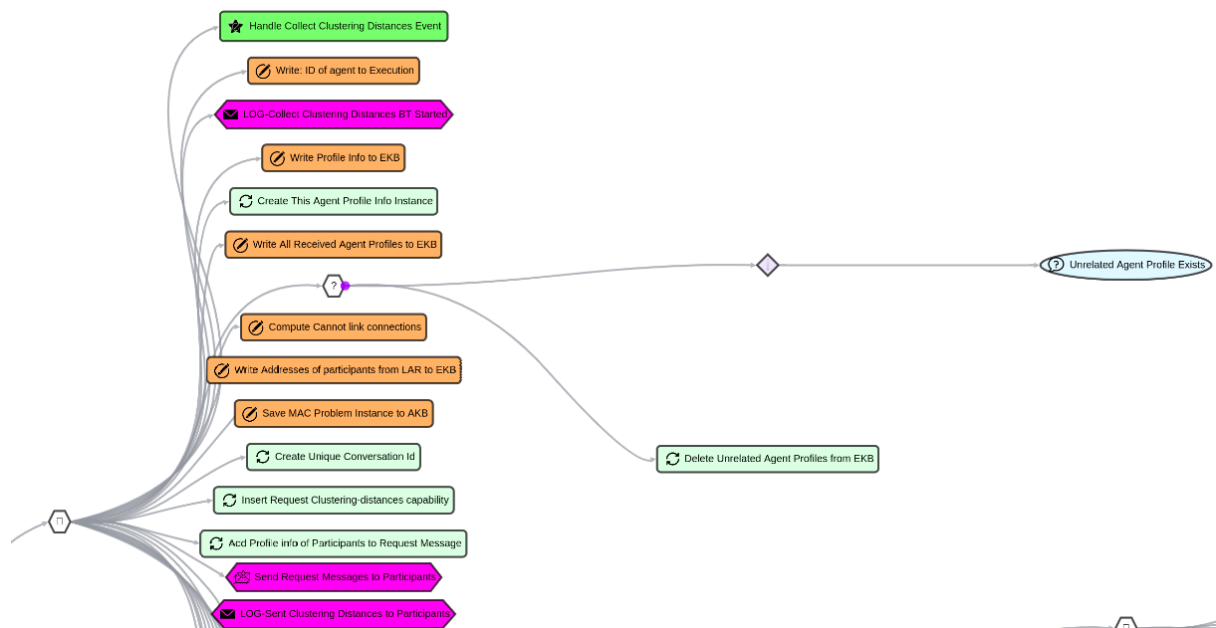 Handle Collect Clustering Distances Event
Write: ID of agent to Execution
LOG-Collect Clustering Distances BT Started
Write Profile Info to EKB
Create This Agent Profile Info Instance
Write All Received Agent Profiles to EKB
Unrelated Agent Profile Exists
?
Compute Cannot link connections
Write Addresses of participants from LAR to EKB
Save MAC Problem Instance to AKB
Create Unique Conversation Id
Delete Unrelated Agent Profiles from EKB
Insert Request Clustering-distances capability
Add Profile info of Participants to Request Message
Send Request Messages to Participants
LOG-Sent Clustering Distances to Participants